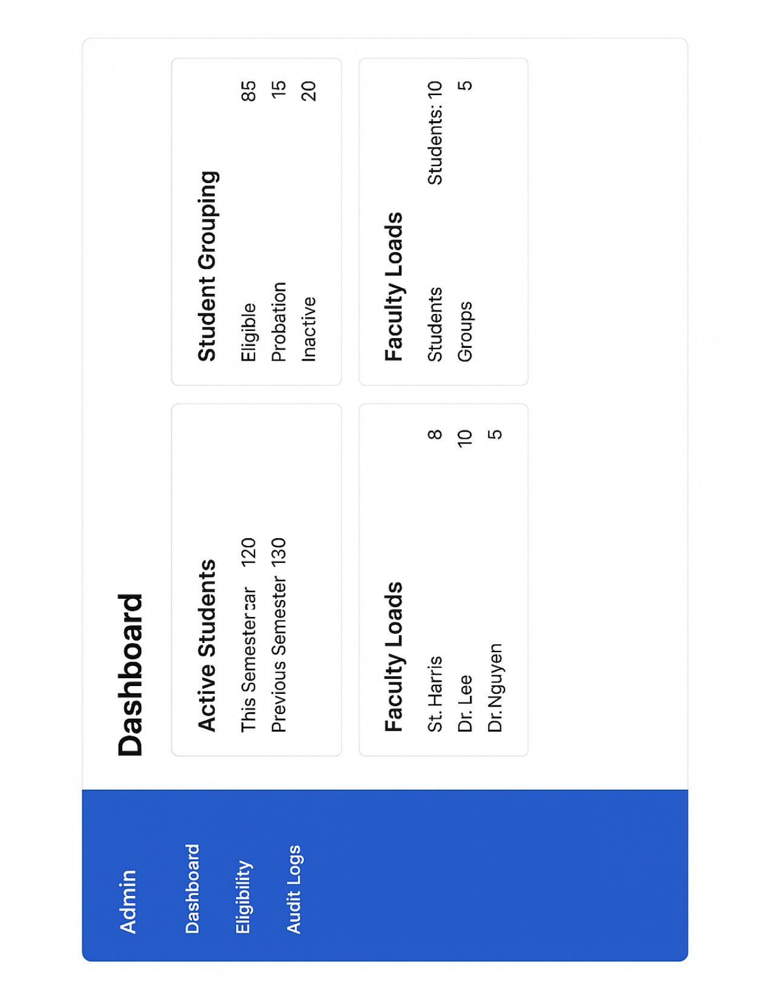 Admin
Dashboard
Eligibility
Audit Logs
Dashboard
Active Students
This Semester 120
Previous Semester 130
Student Grouping
Eligible 85
Probation 15
Inactive 20
Faculty Loads
St. Harris 8
Dr. Lee 10
Dr.Nguyen 5
Faculty Loads
Students Students: 10
Groups 5